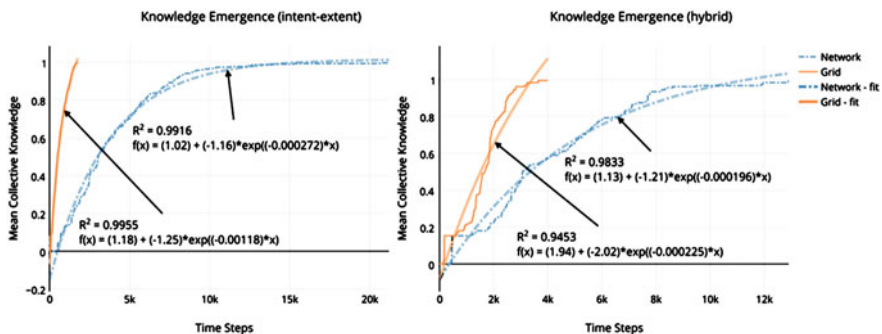 Knowledge Emergence (intent-extent)
Mean Collective Knowledge
1
0.8
0.6
0.4
0.2
0
−0.2
R² = 0.9916
f(x) = (1.02) + (-1.16)*exp((-0.000272)*x)
R² = 0.9955
f(x) = (1.18) + (-1.25)*exp((-0.00118)*x)
0 5k 10k 15k 20k
Time Steps
Knowledge Emergence (hybrid)
Mean Collective Knowledge
1
0.8
0.6
0.4
0.2
0
R² = 0.9833
f(x) = (1.13) + (-1.21)*exp((-0.000196)*x)
R² = 0.9453
f(x) = (1.94) + (-2.02)*exp((-0.000225)*x)
0 2k 4k 6k 8k 10k 12k
Time Steps
Network
Grid
Network - fit
Grid - fit